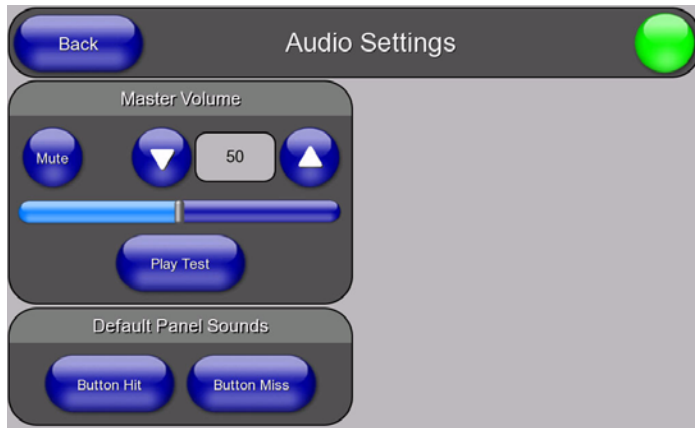 Back
Audio Settings
Master Volume
Mute
50
Play Test
Default Panel Sounds
Button Hit
Button Miss